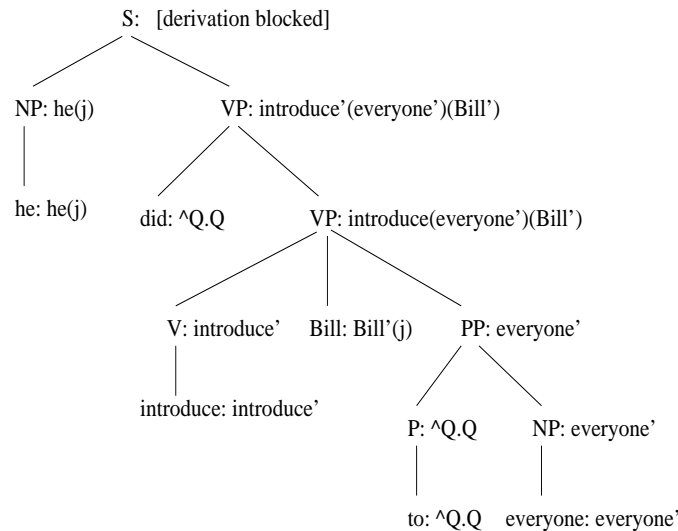 S: [derivation blocked]
NP: he(j) VP: introduce’(everyone’)(Bill’)
he: he(j) did: ^Q.Q VP: introduce(everyone’)(Bill’)
V: introduce’ Bill: Bill’(j) PP: everyone’
introduce: introduce’ P: ^Q.Q NP: everyone’
to: ^Q.Q everyone: everyone’